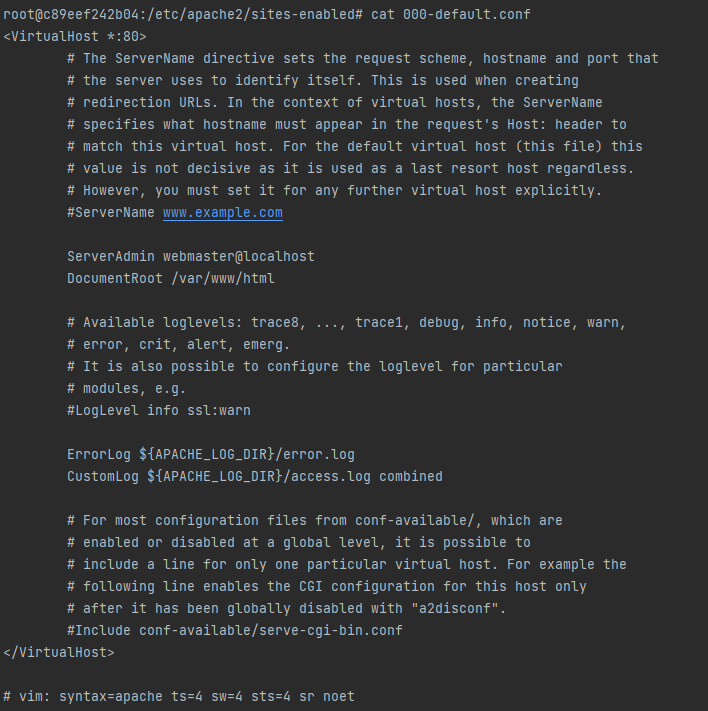 root@c89eef242b04:/etc/apache2/sites-enabled# cat 000-default.conf
<VirtualHost *:80>
        # The ServerName directive sets the request scheme, hostname and port that
        # the server uses to identify itself. This is used when creating
        # redirection URLs. In the context of virtual hosts, the ServerName
        # specifies what hostname must appear in the request's Host: header to
        # match this virtual host. For the default virtual host (this file) this
        # value is not decisive as it is used as a last resort host regardless.
        # However, you must set it for any further virtual host explicitly.
        #ServerName www.example.com

        ServerAdmin webmaster@localhost
        DocumentRoot /var/www/html

        # Available loglevels: trace8, ..., trace1, debug, info, notice, warn,
        # error, crit, alert, emerg.
        # It is also possible to configure the loglevel for particular
        # modules, e.g.
        #LogLevel info ssl:warn

        ErrorLog ${APACHE_LOG_DIR}/error.log
        CustomLog ${APACHE_LOG_DIR}/access.log combined

        # For most configuration files from conf-available/, which are
        # enabled or disabled at a global level, it is possible to
        # include a line for only one particular virtual host. For example the
        # following line enables the CGI configuration for this host only
        # after it has been globally disabled with "a2disconf".
        #Include conf-available/serve-cgi-bin.conf
</VirtualHost>

# vim: syntax=apache ts=4 sw=4 sts=4 sr noet